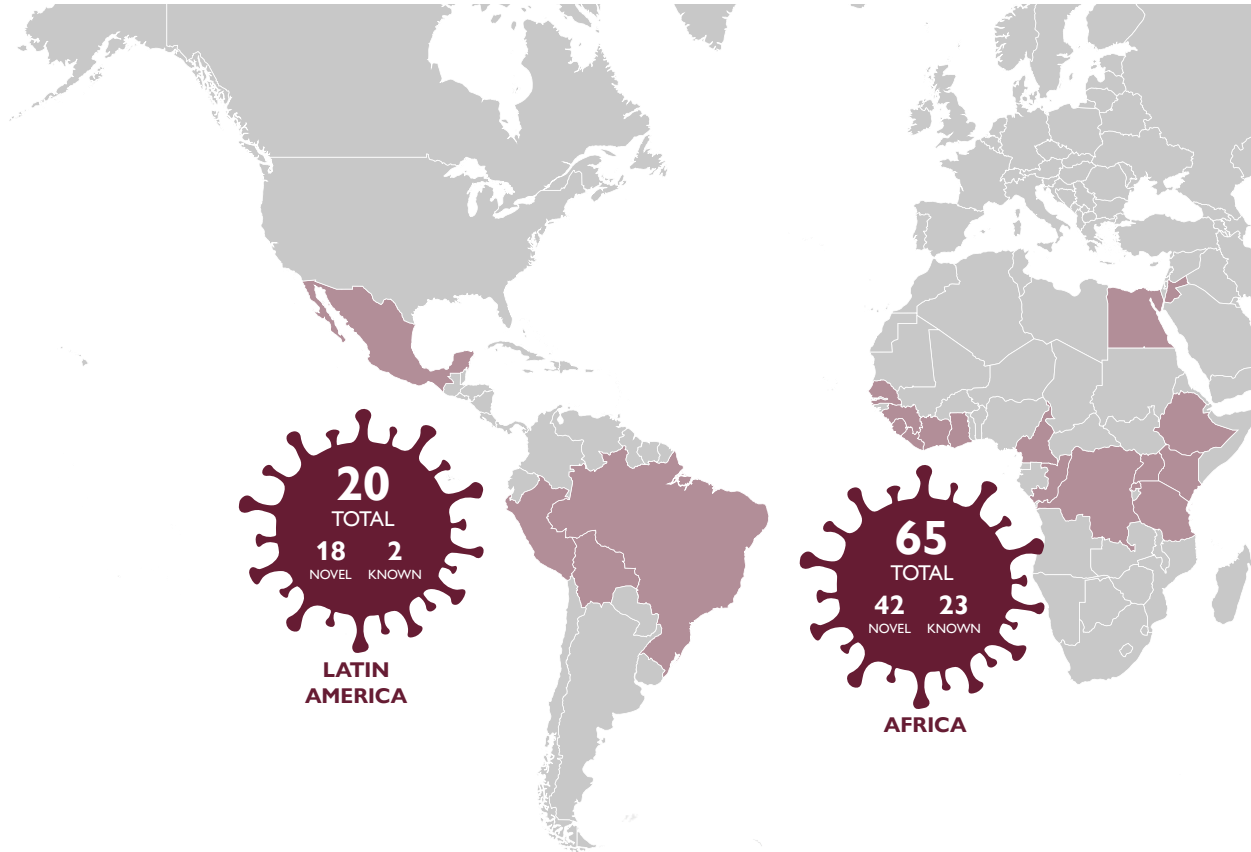 20
TOTAL
18 2
NOVEL KNOWN
LATIN
AMERICA
65
TOTAL
42 23
NOVEL KNOWN
AFRICA